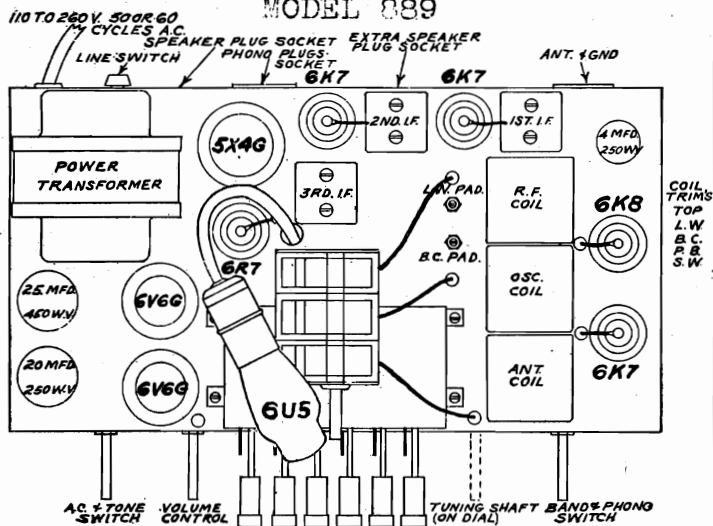 MODEL 889
110 TO 260 V. 50 OR 60
CYCLES A.C.
LINE SWITCH
SPEAKER PLUG SOCKET
PHONO PLUGS.
SOCKET
EXTRA SPEAKER
PLUG SOCKET
ANT. & GND
6K7
6K7
2ND. I.F.
1ST. I.F.
5X4G
4 MFD.
250 W.V.
POWER
TRANSFORMER
3RD. I.F.
L.W. PAD.
R.F.
COIL
6K8
COIL
TRIMS
TOP
L.W.
B.C.
P.B.
S.W.
6R7
B.C. PAD.
25 MFD.
450 W.V.
6V6G
OSC.
COIL
20 MFD.
250 W.V.
6V6G
6U5
ANT.
COIL
6K7
A.C. & TONE
SWITCH
VOLUME
CONTROL
TUNING SHAFT
(ON DIAL)
BAND & PHONO
SWITCH